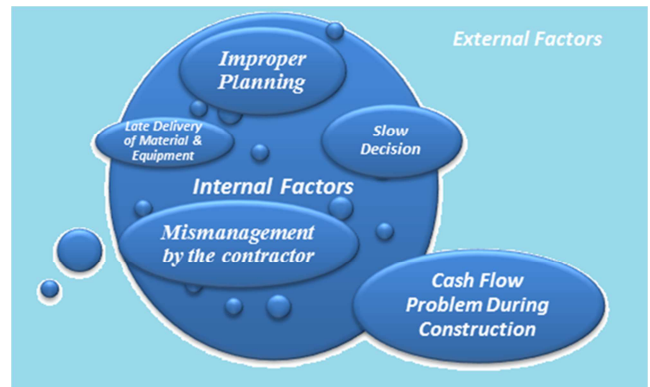 External Factors
Improper
Planning
Late Delivery
of Material &
Equipment
Slow
Decision
Internal Factors
Mismanagement
by the contractor
Cash Flow
Problem During
Construction